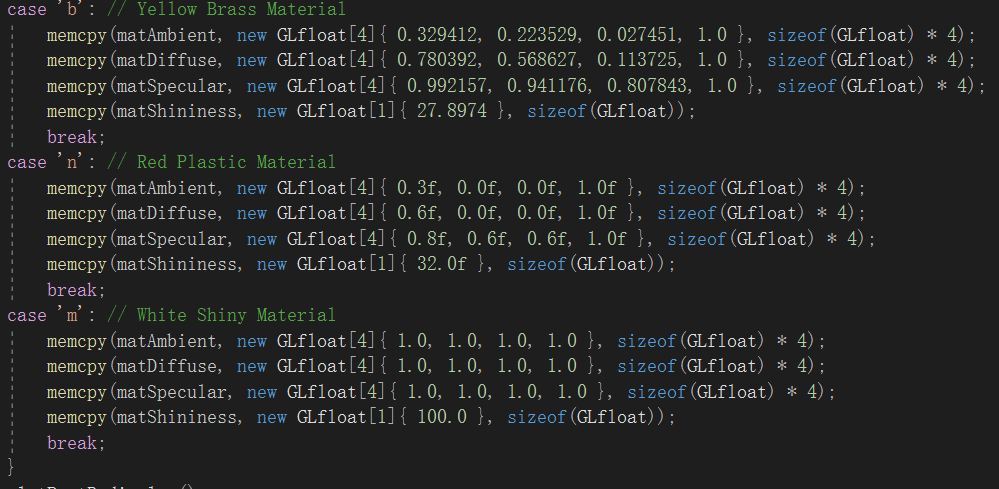 case 'b': // Yellow Brass Material
memcpy(matAmbient, new GLfloat[4]{ 0.329412, 0.223529, 0.027451, 1.0 }, sizeof(GLfloat) * 4);
memcpy(matDiffuse, new GLfloat[4]{ 0.780392, 0.568627, 0.113725, 1.0 }, sizeof(GLfloat) * 4);
memcpy(matSpecular, new GLfloat[4]{ 0.992157, 0.941176, 0.807843, 1.0 }, sizeof(GLfloat) * 4);
memcpy(matShininess, new GLfloat[1]{ 27.8974 }, sizeof(GLfloat));
break;
case 'n': // Red Plastic Material
memcpy(matAmbient, new GLfloat[4]{ 0.3f, 0.0f, 0.0f, 1.0f }, sizeof(GLfloat) * 4);
memcpy(matDiffuse, new GLfloat[4]{ 0.6f, 0.0f, 0.0f, 1.0f }, sizeof(GLfloat) * 4);
memcpy(matSpecular, new GLfloat[4]{ 0.8f, 0.6f, 0.6f, 1.0f }, sizeof(GLfloat) * 4);
memcpy(matShininess, new GLfloat[1]{ 32.0f }, sizeof(GLfloat));
break;
case 'm': // White Shiny Material
memcpy(matAmbient, new GLfloat[4]{ 1.0, 1.0, 1.0, 1.0 }, sizeof(GLfloat) * 4);
memcpy(matDiffuse, new GLfloat[4]{ 1.0, 1.0, 1.0, 1.0 }, sizeof(GLfloat) * 4);
memcpy(matSpecular, new GLfloat[4]{ 1.0, 1.0, 1.0, 1.0 }, sizeof(GLfloat) * 4);
memcpy(matShininess, new GLfloat[1]{ 100.0 }, sizeof(GLfloat));
break;
}